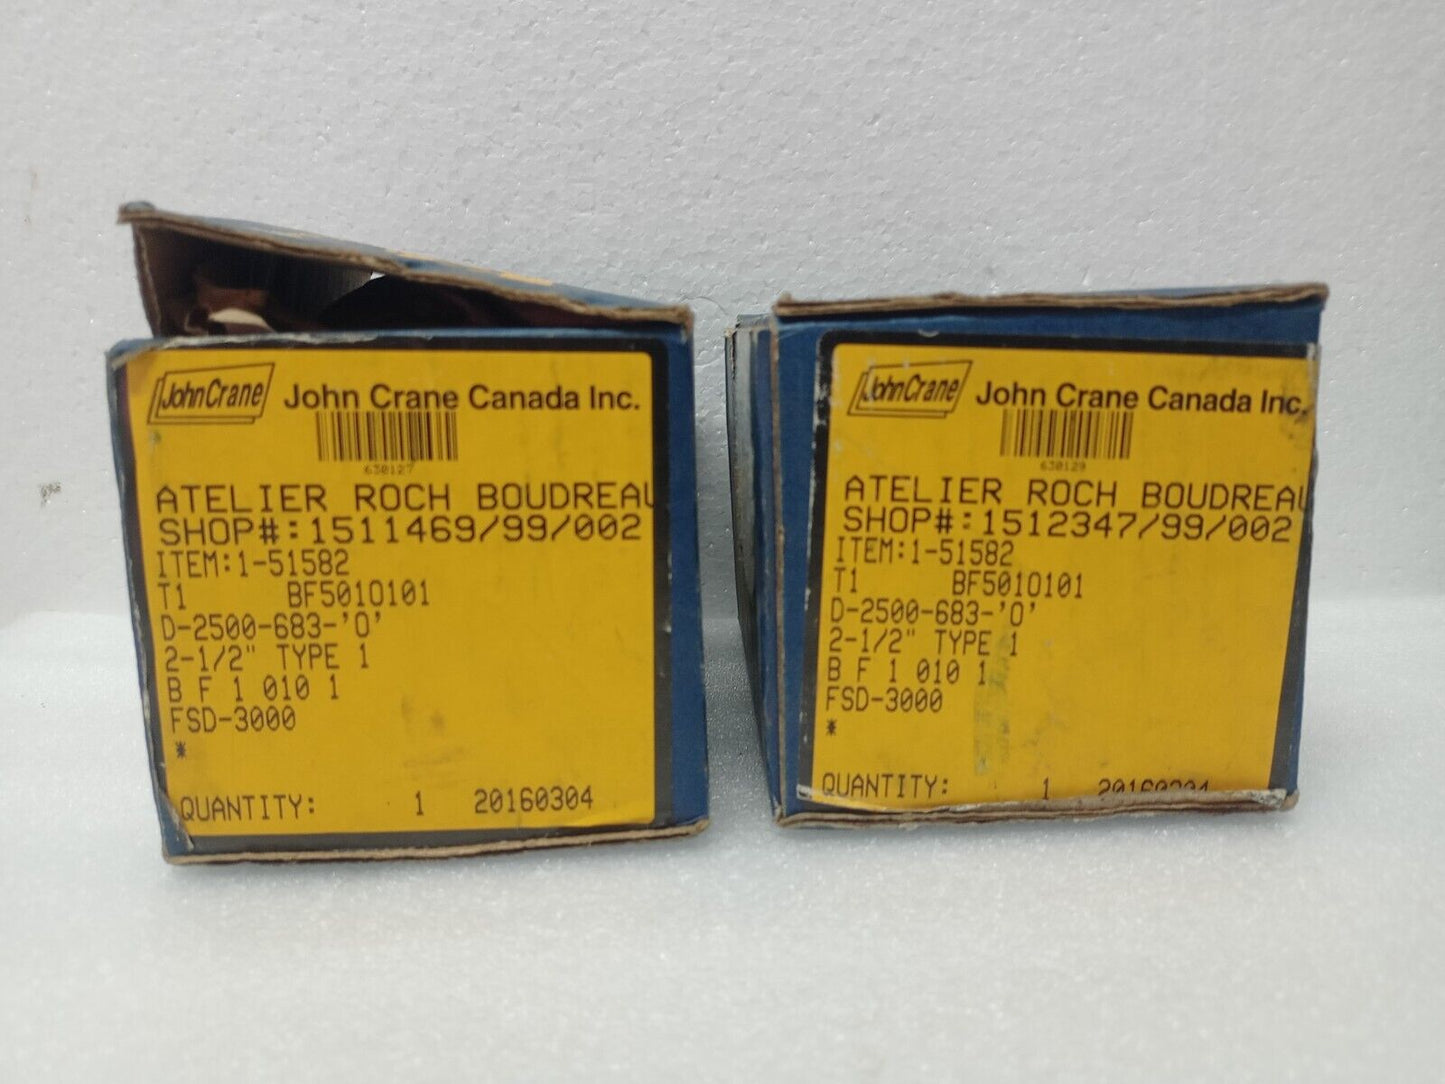 JohnCrane John Crane Canada Inc.
630127
ATELIER ROCH BOUDREAU
SHOP#:1511469/99/002
ITEM:1-51582
T1 BF501O101
D-2500-683-'O'
2-1/2" TYPE 1
B F 1 010 1
FSD-3000
*
QUANTITY: 1 20160304
JohnCrane John Crane Canada Inc.
630129
ATELIER ROCH BOUDREAU
SHOP#:1512347/99/002
ITEM:1-51582
T1 BF501O101
D-2500-683-'O'
2-1/2" TYPE 1
B F 1 010 1
FSD-3000
*
QUANTITY: 1 20160304